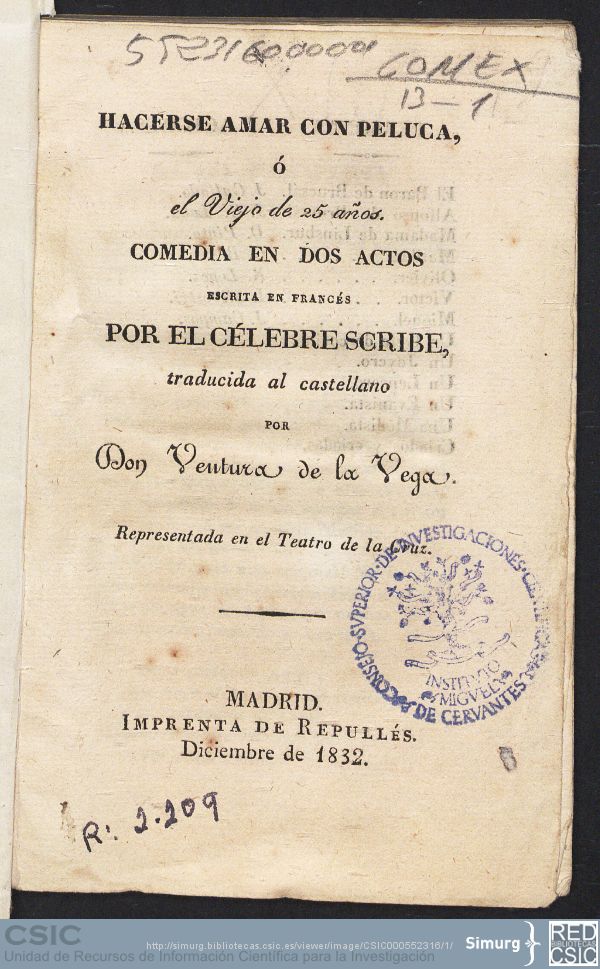 COMEX
13-1
HACERSE AMAR CON PELUCA,
ó
el Viejo de 25 años.
COMEDIA EN DOS ACTOS
ESCRITA EN FRANCÉS
POR EL CÉLEBRE SCRIBE,
traducida al castellano
POR
Don Ventura de la Vega.
Representada en el Teatro de la Cruz.
CONSEJO·SUPERIOR·DE·INVESTIGACIONES·CIENTIFICAS
INSTITUTO
MIGUEL
DE CERVANTES
MADRID.
IMPRENTA DE REPULLÉS.
Diciembre de 1832.
R: 2.209
CSIC
Unidad de Recursos de Información Científica para la Investigación
http://simurg.bibliotecas.csic.es/viewer/image/CSIC000552316/1/
Simurg
RED
BIBLIOTECAS
CSIC